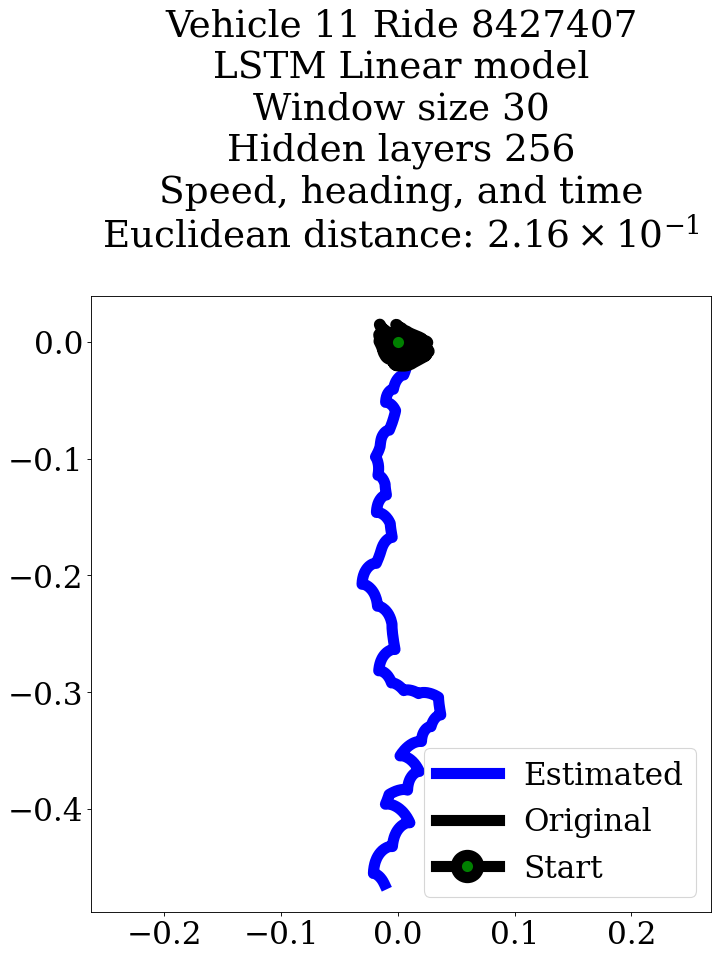 Vehicle 11 Ride 8427407
LSTM Linear model
Window size 30
Hidden layers 256
Speed, heading, and time
Euclidean distance: 2.16 × 10⁻¹
0.0
−0.1
−0.2
−0.3
−0.4
Estimated
Original
Start
−0.2 −0.1 0.0 0.1 0.2